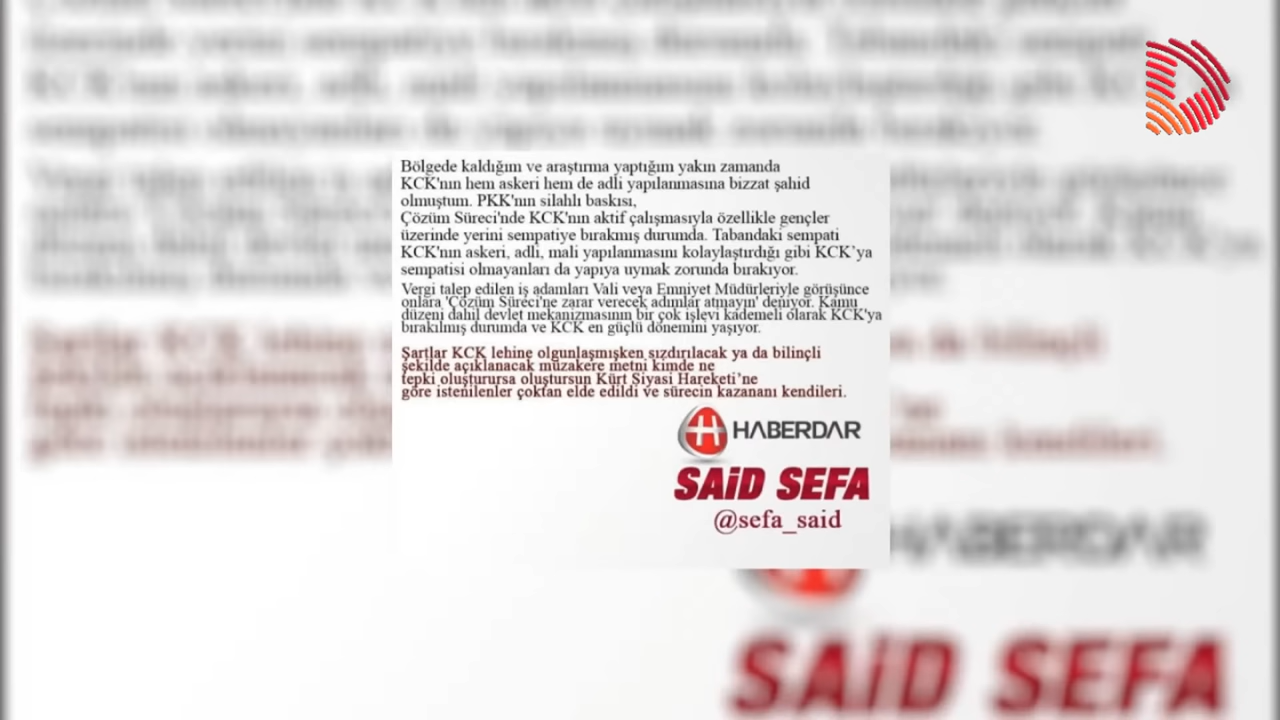 Bölgede kaldığım ve araştırma yaptığım yakın zamanda
KCK'nın hem askeri hem de adli yapılanmasına bizzat şahid
olmuştum. PKK'nın silahlı baskısı,
Çözüm Süreci'nde KCK'nın aktif çalışmasıyla özellikle gençler
üzerinde yerini sempatiye bırakmış durumda. Tabandaki sempati
KCK'nın askeri, adli, mali yapılanmasını kolaylaştırdığı gibi KCK'ya
sempatisi olmayanları da yapıya uymak zorunda bırakıyor.
Vergi talep edilen iş adamları Vali veya Emniyet Müdürleriyle görüşünce
onlara 'Çözüm Süreci'ne zarar verecek adımlar atmayın' deniyor. Kamu
düzeni dahil devlet mekanizmasının bir çok işlevi kademeli olarak KCK'ya
bırakılmış durumda ve KCK en güçlü dönemini yaşıyor.
Şartlar KCK lehine olgunlaşmışken sızdırılacak ya da bilinçli
şekilde açıklanacak müzakere metni kimde ne
tepki oluşturursa oluştursun Kürt Siyasi Hareketi'ne
göre istenilenler çoktan elde edildi ve sürecin kazananı kendileri.
HABERDAR
SAİD SEFA
@sefa_said
HABERDAR
SAİD SEFA